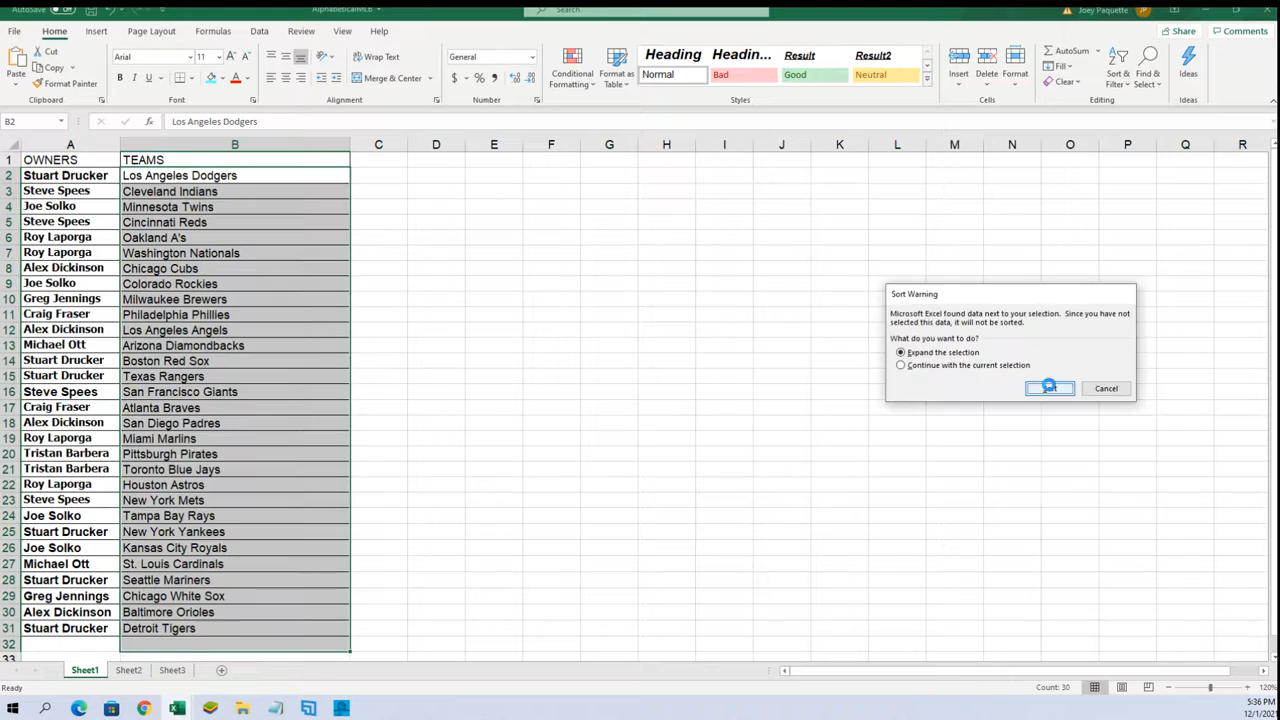 AutoSave
AlphabeticalMLB
Search
Joey Paquette
JP
File Home Insert Page Layout Formulas Data Review View Help
Share Comments
Paste
Cut
Copy
Format Painter
Clipboard
Arial 11
B I U
Font
Wrap Text
Merge & Center
Alignment
General
$ % 9
Number
Conditional Formatting
Format as Table
Heading Headin... Result Result2
Normal Bad Good Neutral
Styles
Insert Delete Format
Cells
AutoSum
Fill
Clear
Sort & Filter
Find & Select
Editing
Ideas
Ideas
B2 fx Los Angeles Dodgers
A B C D E F G H I J K L M N O P Q R
1 OWNERS TEAMS
2 Stuart Drucker Los Angeles Dodgers
3 Steve Spees Cleveland Indians
4 Joe Solko Minnesota Twins
5 Steve Spees Cincinnati Reds
6 Roy Laporga Oakland A's
7 Roy Laporga Washington Nationals
8 Alex Dickinson Chicago Cubs
9 Joe Solko Colorado Rockies
10 Greg Jennings Milwaukee Brewers
11 Craig Fraser Philadelphia Phillies
12 Alex Dickinson Los Angeles Angels
13 Michael Ott Arizona Diamondbacks
14 Stuart Drucker Boston Red Sox
15 Stuart Drucker Texas Rangers
16 Steve Spees San Francisco Giants
17 Craig Fraser Atlanta Braves
18 Alex Dickinson San Diego Padres
19 Roy Laporga Miami Marlins
20 Tristan Barbera Pittsburgh Pirates
21 Tristan Barbera Toronto Blue Jays
22 Roy Laporga Houston Astros
23 Steve Spees New York Mets
24 Joe Solko Tampa Bay Rays
25 Stuart Drucker New York Yankees
26 Joe Solko Kansas City Royals
27 Michael Ott St. Louis Cardinals
28 Stuart Drucker Seattle Mariners
29 Greg Jennings Chicago White Sox
30 Alex Dickinson Baltimore Orioles
31 Stuart Drucker Detroit Tigers
32
33
Sort Warning
Microsoft Excel found data next to your selection. Since you have not
selected this data, it will not be sorted.
What do you want to do?
Expand the selection
Continue with the current selection
Cancel
Sheet1 Sheet2 Sheet3
Ready
Count: 30
120%
5:36 PM